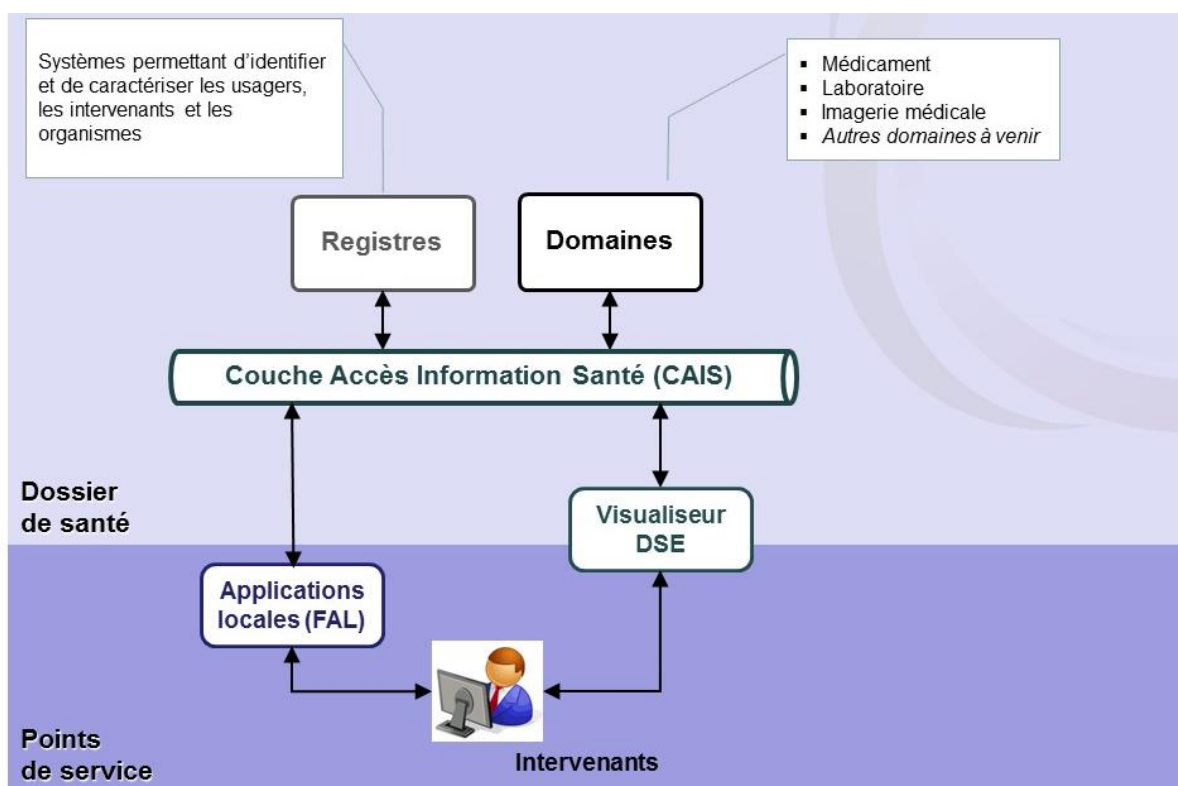 Systèmes permettant d'identifier
et de caractériser les usagers,
les intervenants et les
organismes
▪ Médicament
▪ Laboratoire
▪ Imagerie médicale
▪ Autres domaines à venir
Registres
Domaines
Couche Accès Information Santé (CAIS)
Dossier
de santé
Visualiseur
DSE
Applications
locales (FAL)
Points
de service
Intervenants